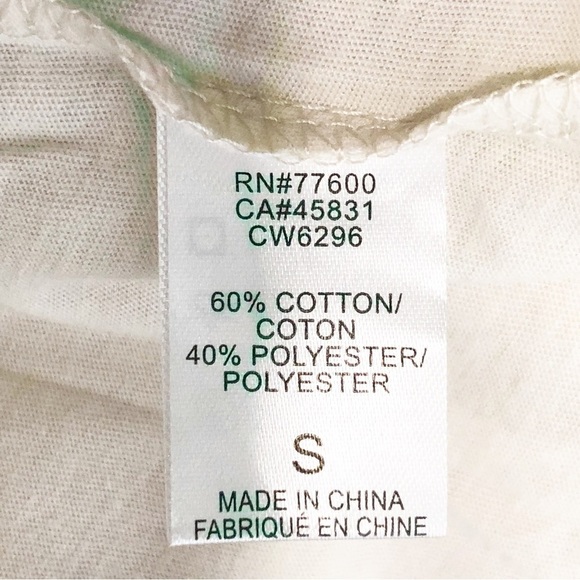 RN#77600
CA#45831
CW6296
60% COTTON/
COTON
40% POLYESTER/
POLYESTER
S
MADE IN CHINA
FABRIQUÉ EN CHINE